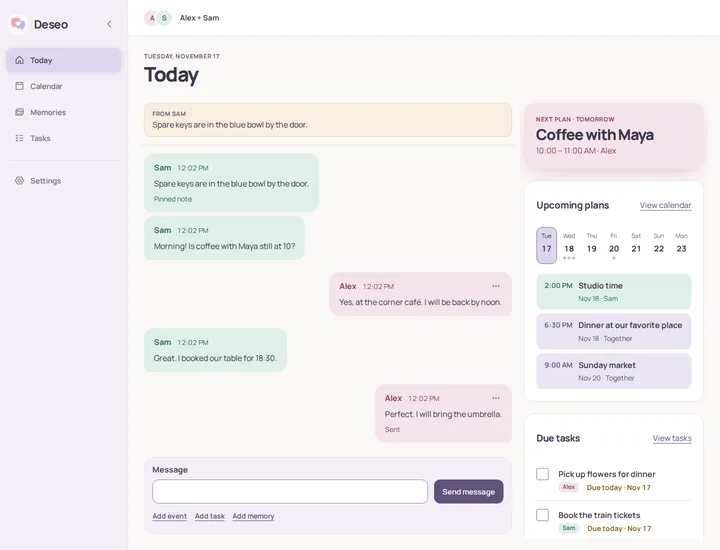 Deseo
Today
Calendar
Memories
Tasks
Settings
A S Alex + Sam
TUESDAY, NOVEMBER 17
Today
FROM SAM
Spare keys are in the blue bowl by the door.
Sam 12:02 PM
Spare keys are in the blue bowl by the door.
Pinned note
Sam 12:02 PM
Morning! Is coffee with Maya still at 10?
Alex 12:02 PM ...
Yes, at the corner café. I will be back by noon.
Sam 12:02 PM
Great. I booked our table for 18:30.
Alex 12:02 PM ...
Perfect. I will bring the umbrella.
Sent
Message
Send message
Add event Add task Add memory
NEXT PLAN · TOMORROW
Coffee with Maya
10:00 – 11:00 AM · Alex
Upcoming plans View calendar
Tue Wed Thu Fri Sat Sun Mon
17 18 19 20 21 22 23
2:00 PM Studio time
Nov 18 · Sam
6:30 PM Dinner at our favorite place
Nov 18 · Together
9:00 AM Sunday market
Nov 20 · Together
Due tasks View tasks
Pick up flowers for dinner
Alex Due today · Nov 17
Book the train tickets
Sam Due today · Nov 17